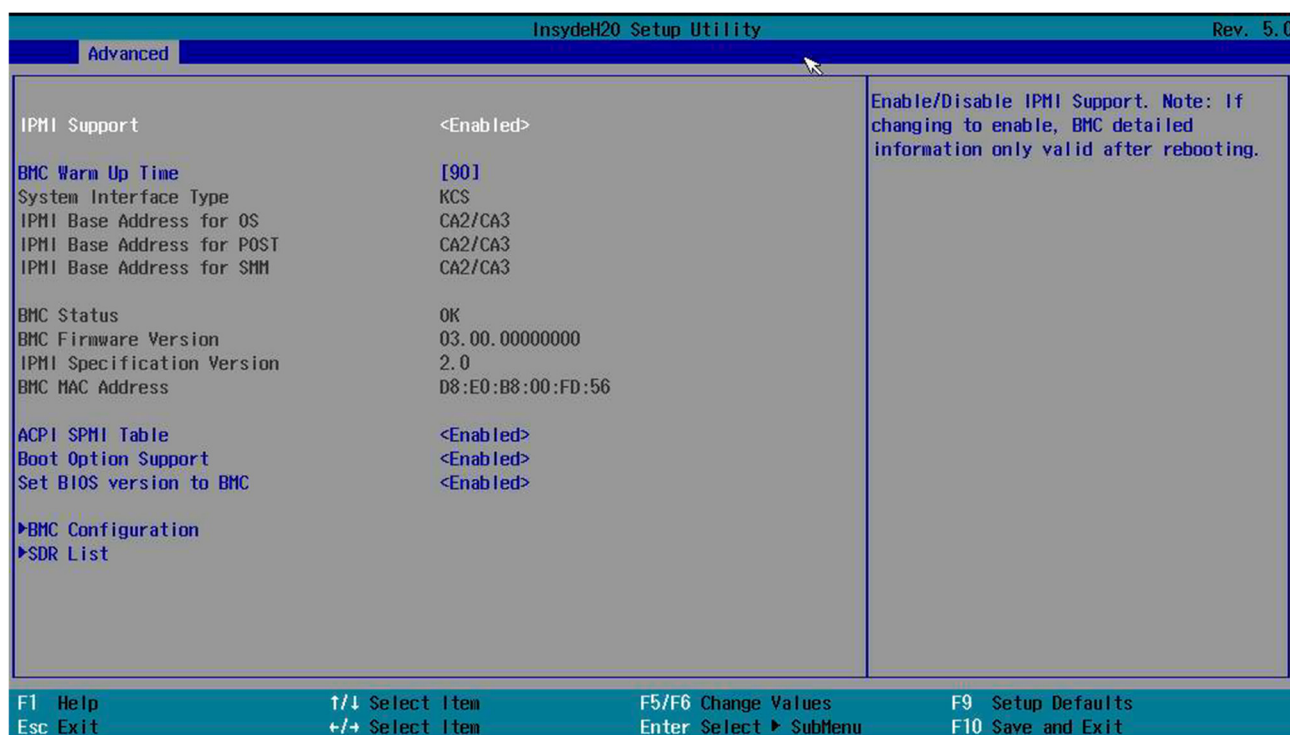 InsydeH2O Setup Utility Rev. 5.0
Advanced
IPMI Support <Enabled>
BMC Warm Up Time [90]
System Interface Type KCS
IPMI Base Address for OS CA2/CA3
IPMI Base Address for POST CA2/CA3
IPMI Base Address for SMM CA2/CA3
BMC Status OK
BMC Firmware Version 03.00.00000000
IPMI Specification Version 2.0
BMC MAC Address D8:E0:B8:00:FD:56
ACPI SPMI Table <Enabled>
Boot Option Support <Enabled>
Set BIOS version to BMC <Enabled>
▶BMC Configuration
▶SDR List
Enable/Disable IPMI Support. Note: If
changing to enable, BMC detailed
information only valid after rebooting.
F1 Help ↑/↓ Select Item F5/F6 Change Values F9 Setup Defaults
Esc Exit ←/→ Select Item Enter Select ▶ SubMenu F10 Save and Exit